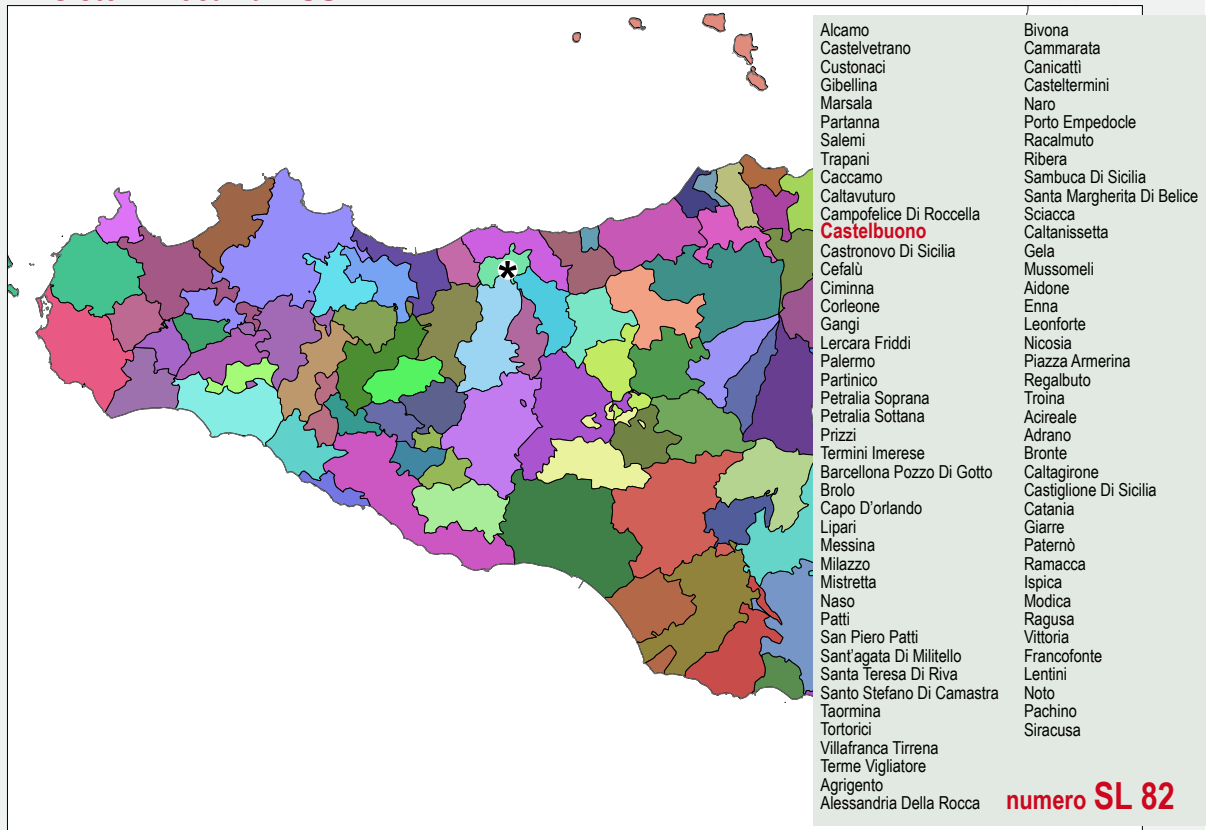 Alcamo
Castelvetrano
Custonaci
Gibellina
Marsala
Partanna
Salemi
Trapani
Caccamo
Caltavuturo
Campofelice Di Roccella
Castelbuono
Castronovo Di Sicilia
Cefalù
Ciminna
Corleone
Gangi
Lercara Friddi
Palermo
Partinico
Petralia Soprana
Petralia Sottana
Prizzi
Termini Imerese
Barcellona Pozzo Di Gotto
Brolo
Capo D'orlando
Lipari
Messina
Milazzo
Mistretta
Naso
Patti
San Piero Patti
Sant'agata Di Militello
Santa Teresa Di Riva
Santo Stefano Di Camastra
Taormina
Tortorici
Villafranca Tirrena
Terme Vigliatore
Agrigento
Alessandria Della Rocca
Bivona
Cammarata
Canicattì
Casteltermini
Naro
Porto Empedocle
Racalmuto
Ribera
Sambuca Di Sicilia
Santa Margherita Di Belice
Sciacca
Caltanissetta
Gela
Mussomeli
Aidone
Enna
Leonforte
Nicosia
Piazza Armerina
Regalbuto
Troina
Acireale
Adrano
Bronte
Caltagirone
Castiglione Di Sicilia
Catania
Giarre
Paternò
Ramacca
Ispica
Modica
Ragusa
Vittoria
Francofonte
Lentini
Noto
Pachino
Siracusa
numero SL 82